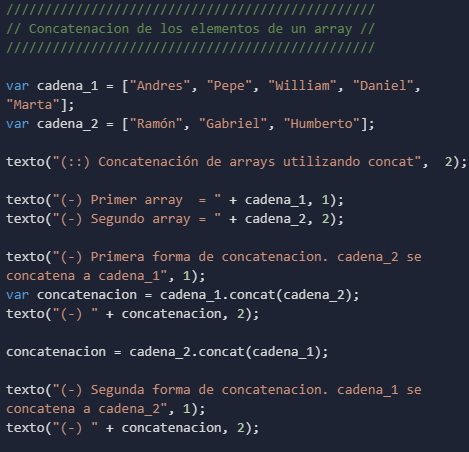 ////////////////////////////////////////////////
// Concatenacion de los elementos de un array //
////////////////////////////////////////////////
var cadena_1 = ["Andres", "Pepe", "William", "Daniel",
"Marta"];
var cadena_2 = ["Ramón", "Gabriel", "Humberto"];
texto("(::) Concatenación de arrays utilizando concat",  2);
texto("(-) Primer array  = " + cadena_1, 1);
texto("(-) Segundo array = " + cadena_2, 2);
texto("(-) Primera forma de concatenacion. cadena_2 se
concatena a cadena_1", 1);
var concatenacion = cadena_1.concat(cadena_2);
texto("(-) " + concatenacion, 2);
concatenacion = cadena_2.concat(cadena_1);
texto("(-) Segunda forma de concatenacion. cadena_1 se
concatena a cadena_2", 1);
texto("(-) " + concatenacion, 2);